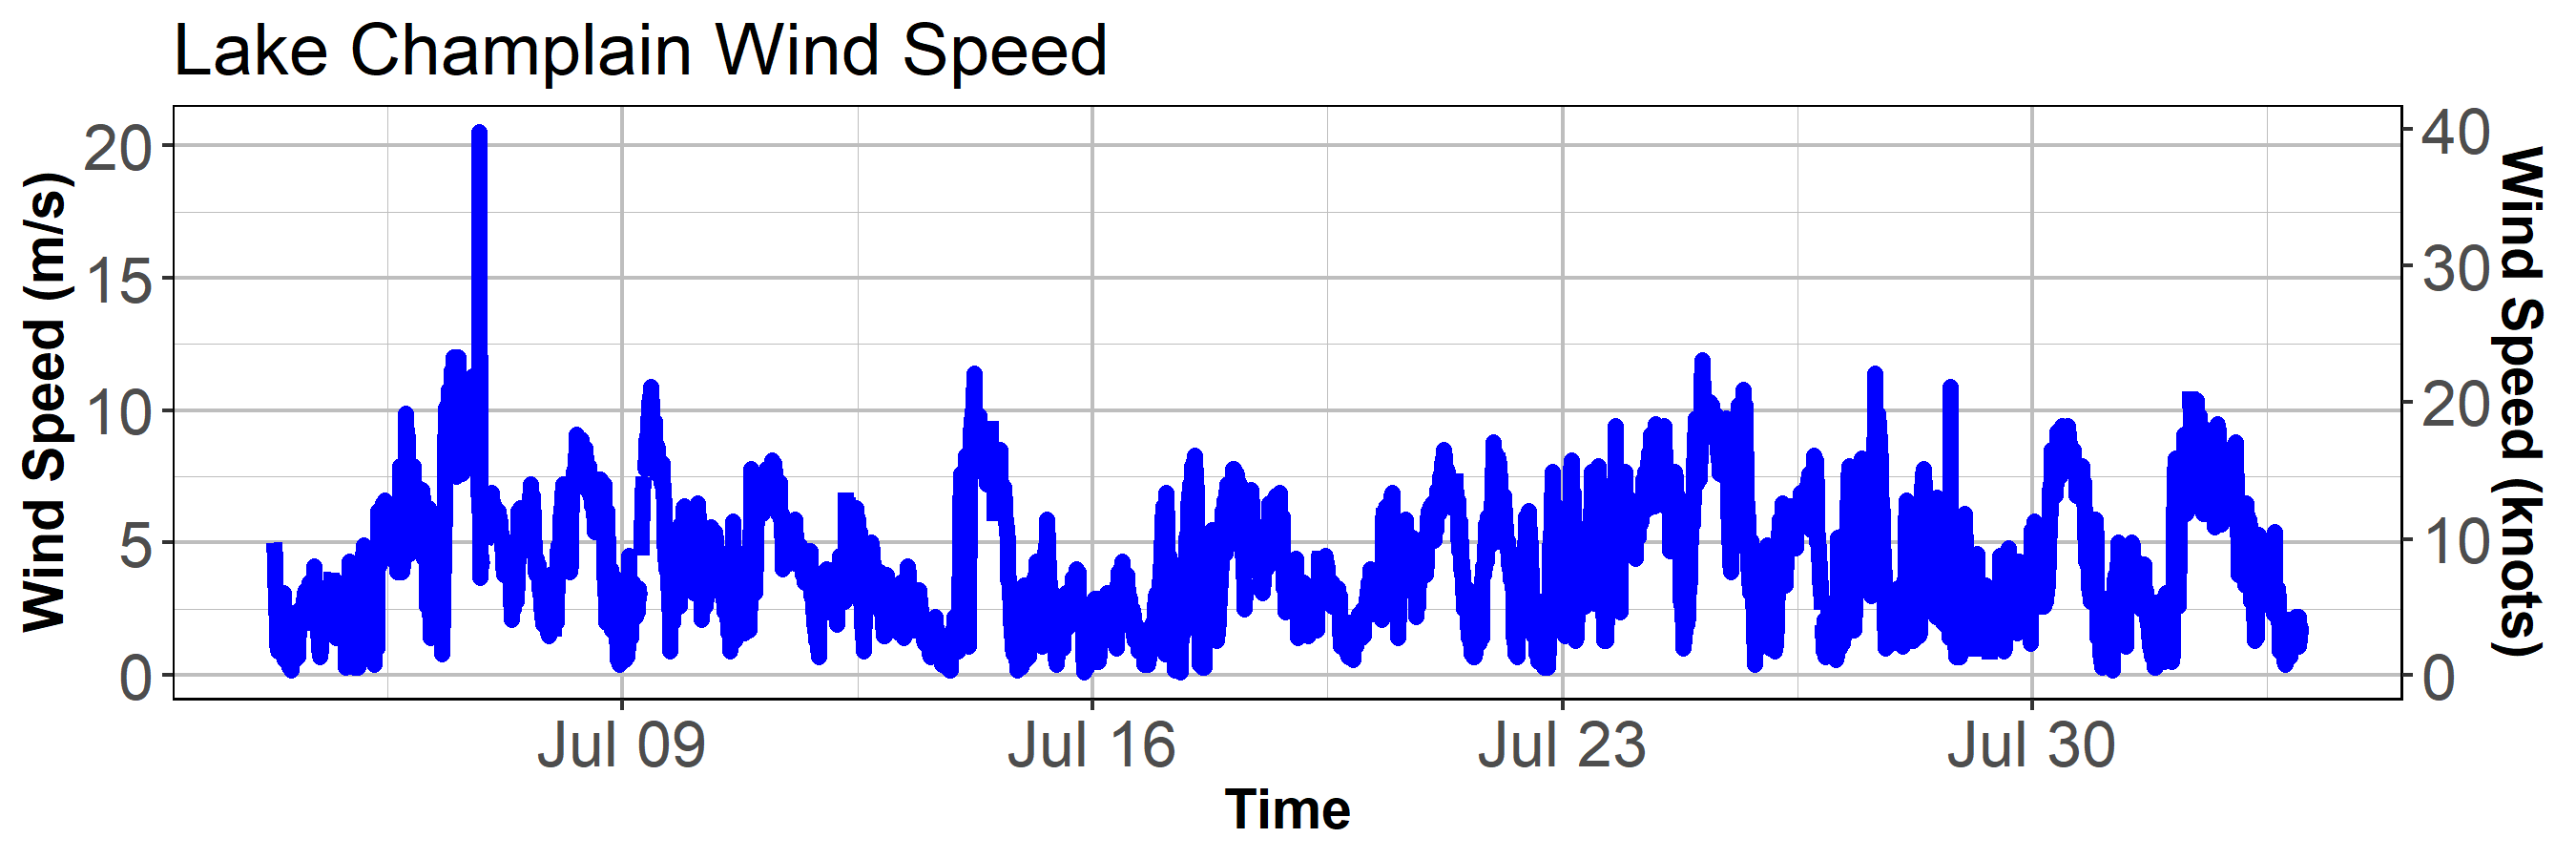 Lake Champlain Wind Speed
Wind Speed (m/s)
20
15
10
5
0
40
30
20
10
0
Wind Speed (knots)
Jul 09
Jul 16
Jul 23
Jul 30
Time